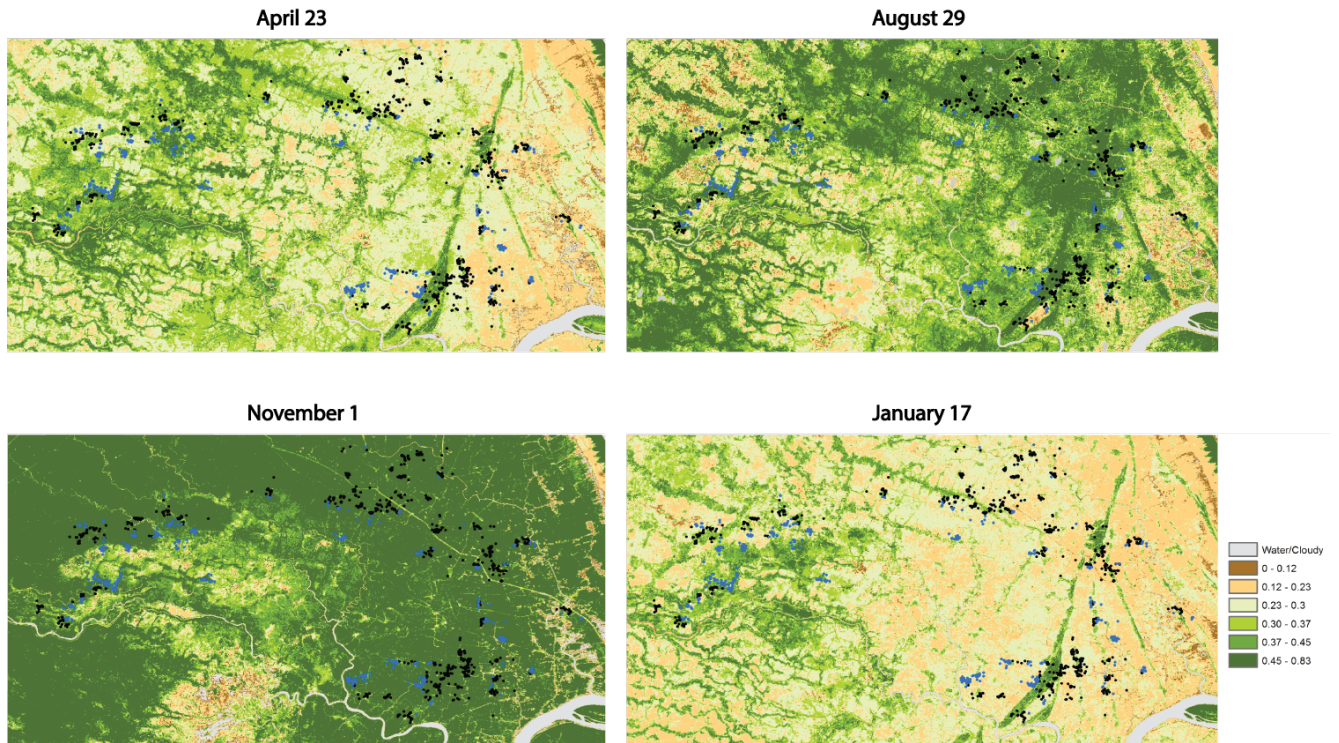 April 23
August 29
November 1
January 17
Water/Cloudy
0 - 0.12
0.12 - 0.23
0.23 - 0.3
0.30 - 0.37
0.37 - 0.45
0.45 - 0.83